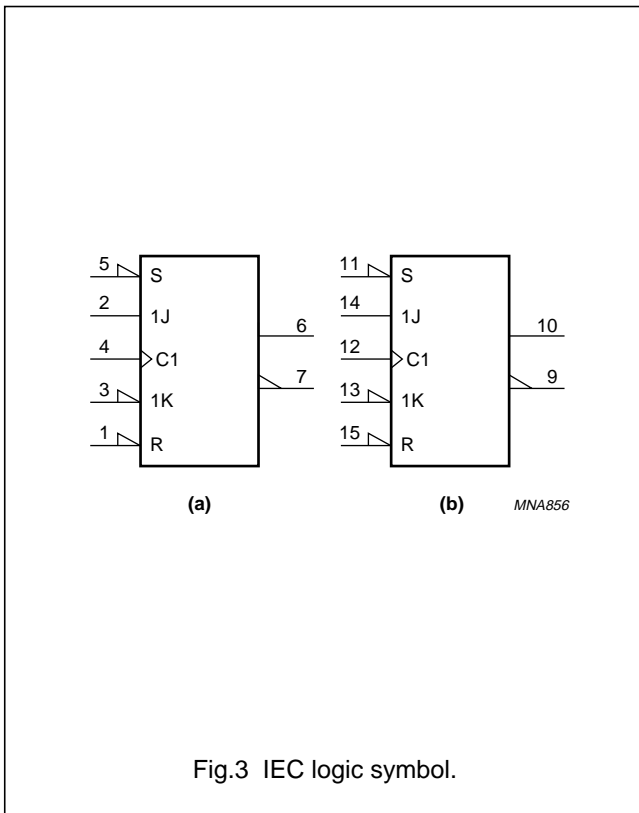 5 S 11 S
2 1J 14 1J
6 10
4 C1 12 C1
7 9
3 1K 13 1K
1 R 15 R
(a) (b) MNA856
Fig.3 IEC logic symbol.